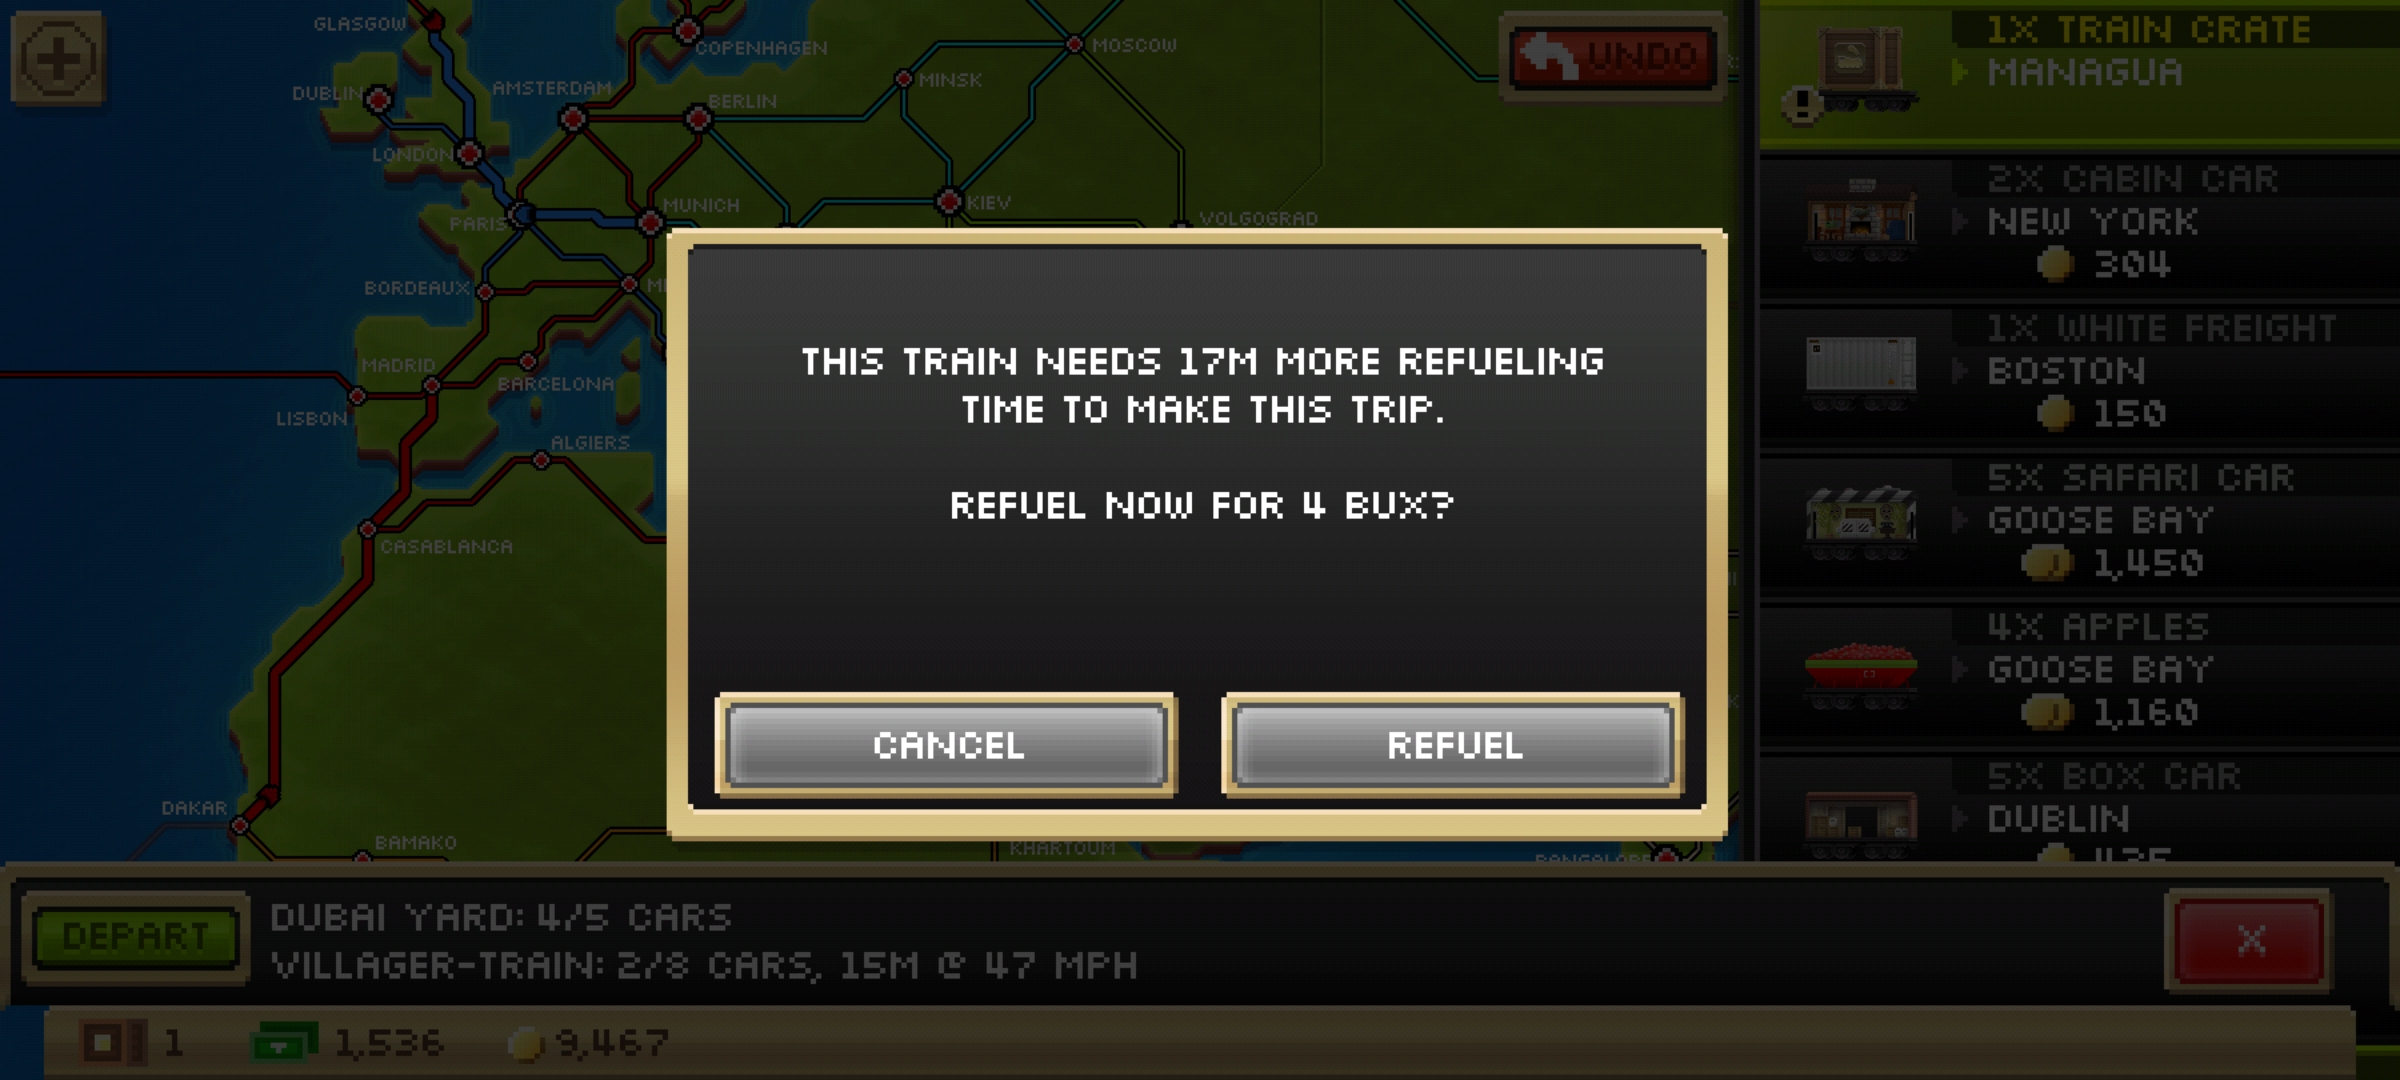 GLASGOW
COPENHAGEN
MOSCOW
UNDO
AMSTERDAM
MINSK
DUBLIN
BERLIN
LONDON
MUNICH
KIEV
PARIS
VOLGOGRAD
BORDEAUX
MADRID
BARCELONA
LISBON
ALGIERS
CASABLANCA
DAKAR
BAMAKO
KHARTOUM
BANGALORE
THIS TRAIN NEEDS 17M MORE REFUELING
TIME TO MAKE THIS TRIP.
REFUEL NOW FOR 4 BUX?
CANCEL
REFUEL
1X TRAIN CRATE
MANAGUA
2X CABIN CAR
NEW YORK
304
1X WHITE FREIGHT
BOSTON
150
5X SAFARI CAR
GOOSE BAY
1,450
4X APPLES
GOOSE BAY
1,160
5X BOX CAR
DUBLIN
DEPART
DUBAI YARD: 4/5 CARS
VILLAGER-TRAIN: 2/8 CARS, 15M @ 47 MPH
X
1
1,536
9,467